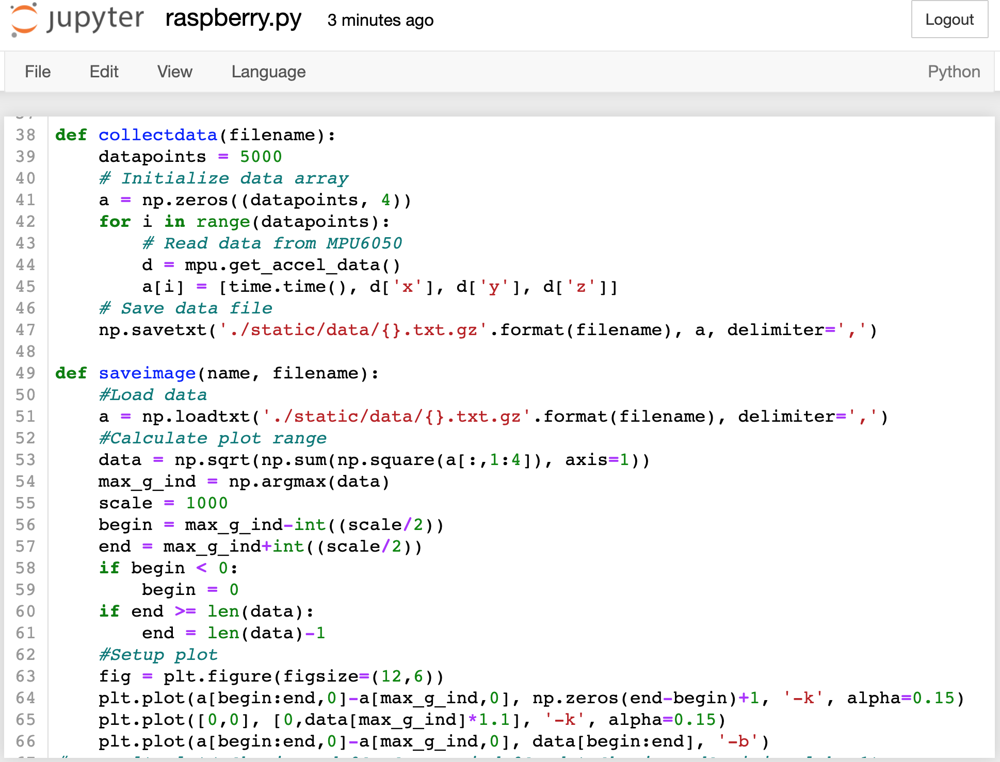 jupyter raspberry.py 3 minutes ago Logout
File Edit View Language Python
38 def collectdata(filename):
39     datapoints = 5000
40     # Initialize data array
41     a = np.zeros((datapoints, 4))
42     for i in range(datapoints):
43         # Read data from MPU6050
44         d = mpu.get_accel_data()
45         a[i] = [time.time(), d['x'], d['y'], d['z']]
46     # Save data file
47     np.savetxt('./static/data/{}.txt.gz'.format(filename), a, delimiter=',')
48
49 def saveimage(name, filename):
50     #Load data
51     a = np.loadtxt('./static/data/{}.txt.gz'.format(filename), delimiter=',')
52     #Calculate plot range
53     data = np.sqrt(np.sum(np.square(a[:,1:4]), axis=1))
54     max_g_ind = np.argmax(data)
55     scale = 1000
56     begin = max_g_ind-int((scale/2))
57     end = max_g_ind+int((scale/2))
58     if begin < 0:
59         begin = 0
60     if end >= len(data):
61         end = len(data)-1
62     #Setup plot
63     fig = plt.figure(figsize=(12,6))
64     plt.plot(a[begin:end,0]-a[max_g_ind,0], np.zeros(end-begin)+1, '-k', alpha=0.15)
65     plt.plot([0,0], [0,data[max_g_ind]*1.1], '-k', alpha=0.15)
66     plt.plot(a[begin:end,0]-a[max_g_ind,0], data[begin:end], '-b')